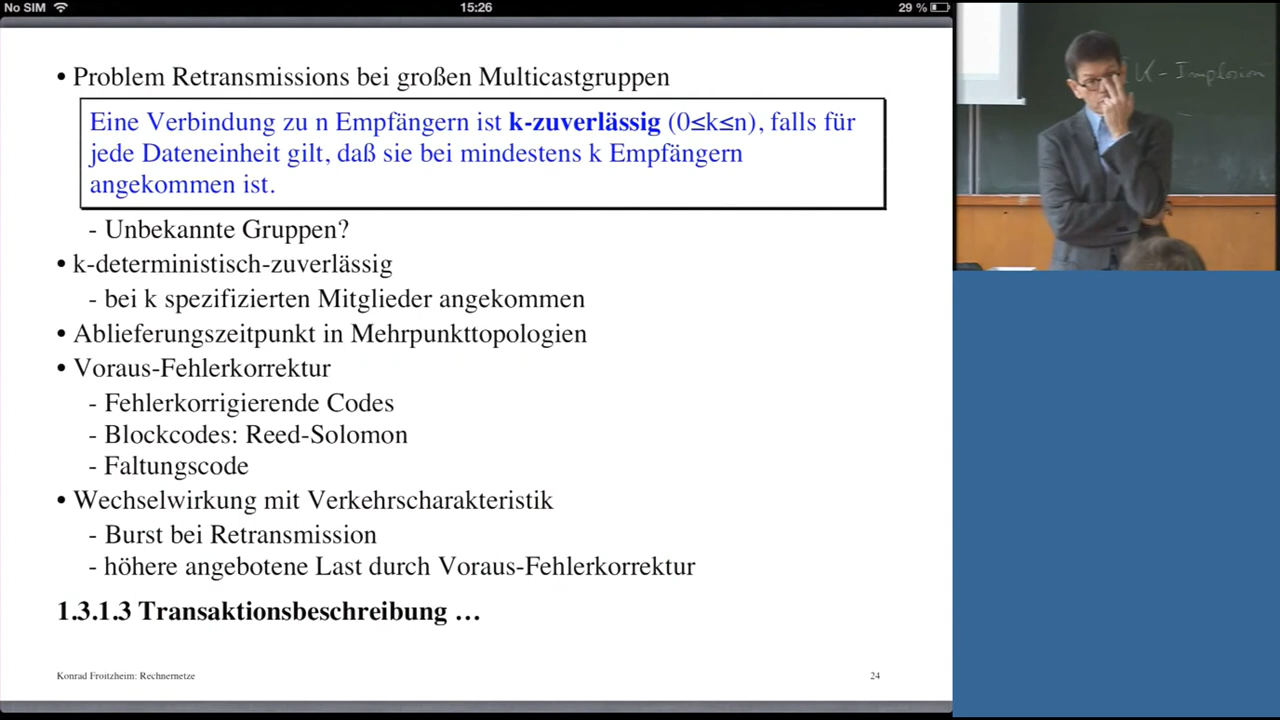 No SIM 15:26 29 %
• Problem Retransmissions bei großen Multicastgruppen
Eine Verbindung zu n Empfängern ist k-zuverlässig (0≤k≤n), falls für
jede Dateneinheit gilt, daß sie bei mindestens k Empfängern
angekommen ist.
- Unbekannte Gruppen?
• k-deterministisch-zuverlässig
- bei k spezifizierten Mitglieder angekommen
• Ablieferungszeitpunkt in Mehrpunkttopologien
• Voraus-Fehlerkorrektur
- Fehlerkorrigierende Codes
- Blockcodes: Reed-Solomon
- Faltungscode
• Wechselwirkung mit Verkehrscharakteristik
- Burst bei Retransmission
- höhere angebotene Last durch Voraus-Fehlerkorrektur
1.3.1.3 Transaktionsbeschreibung …
Konrad Froitzheim: Rechnernetze 24
K - Implosion